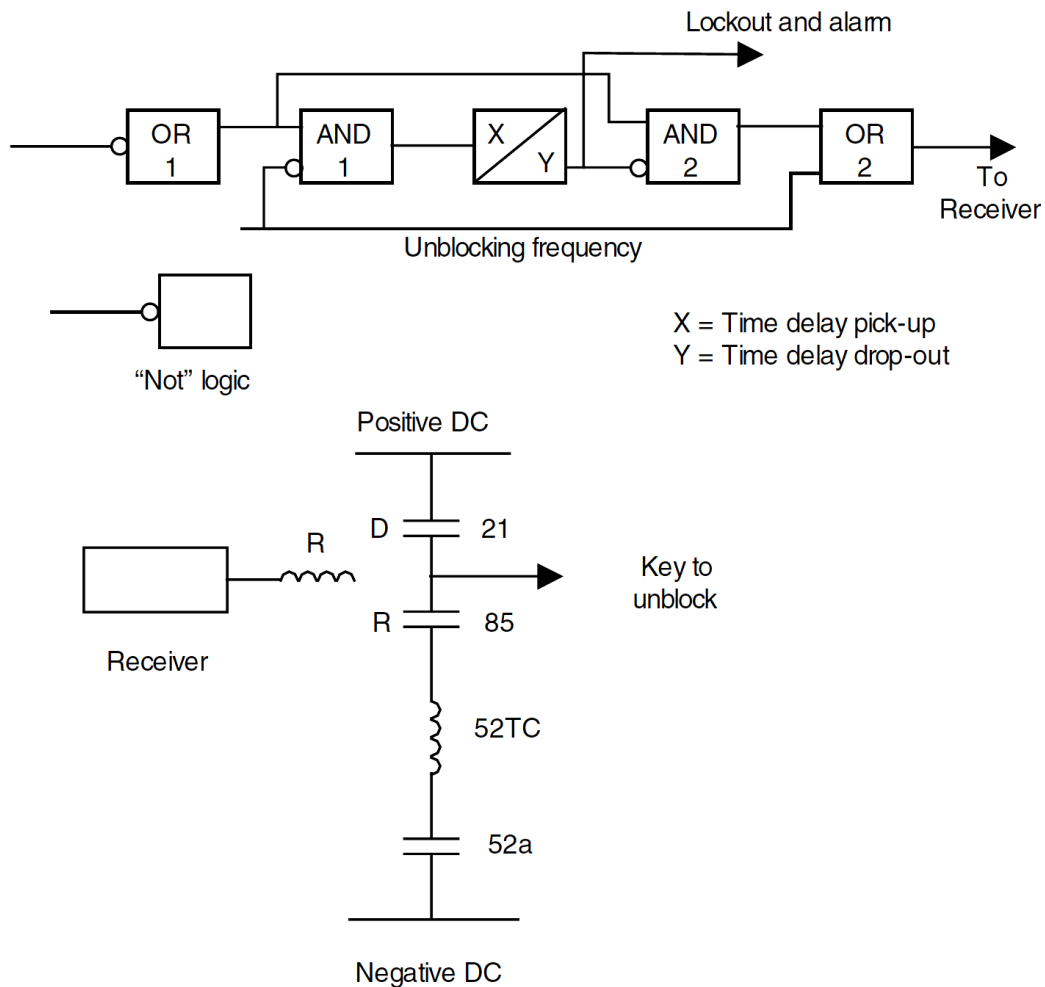 Lockout and alarm
OR
1
AND
1
X
Y
AND
2
OR
2
To
Receiver
Unblocking frequency
X = Time delay pick-up
Y = Time delay drop-out
“Not” logic
Positive DC
D
21
R
Key to
unblock
R
85
Receiver
52TC
52a
Negative DC